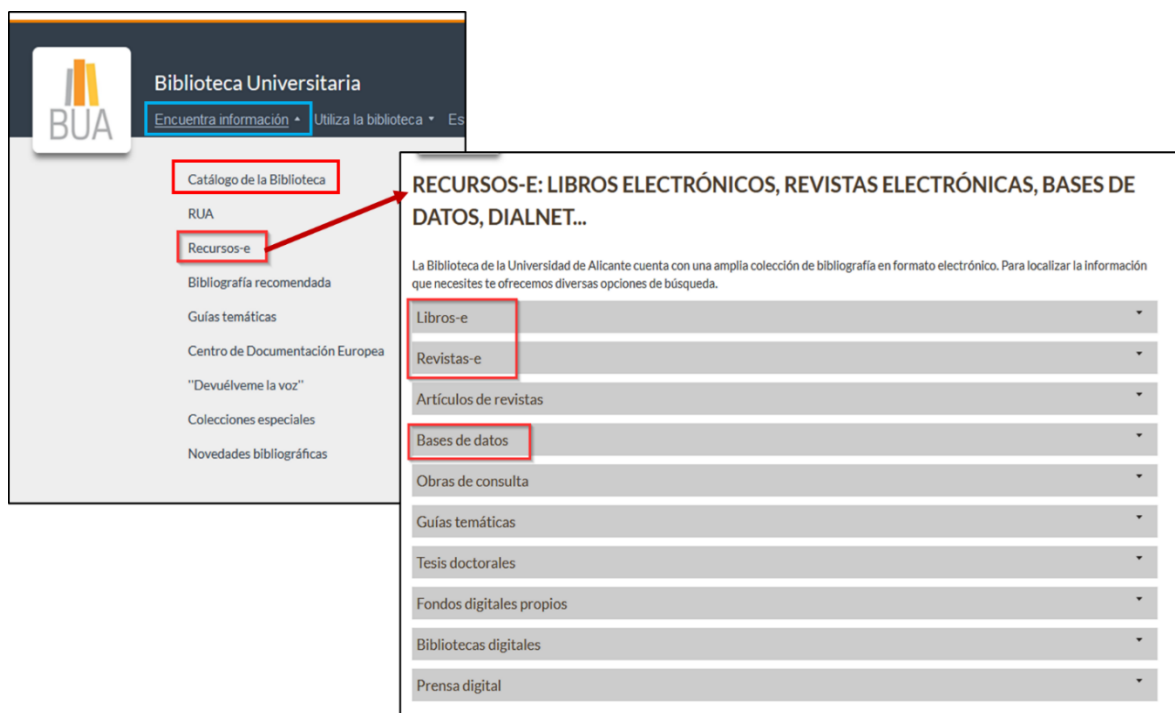 Biblioteca Universitaria
BUA
Encuentra información Utiliza la biblioteca Es
Catálogo de la Biblioteca
RUA
Recursos-e
Bibliografía recomendada
Guías temáticas
Centro de Documentación Europea
"Devuélveme la voz"
Colecciones especiales
Novedades bibliográficas
RECURSOS-E: LIBROS ELECTRÓNICOS, REVISTAS ELECTRÓNICAS, BASES DE
DATOS, DIALNET...
La Biblioteca de la Universidad de Alicante cuenta con una amplia colección de bibliografía en formato electrónico. Para localizar la información
que necesites te ofrecemos diversas opciones de búsqueda.
Libros-e
Revistas-e
Artículos de revistas
Bases de datos
Obras de consulta
Guías temáticas
Tesis doctorales
Fondos digitales propios
Bibliotecas digitales
Prensa digital